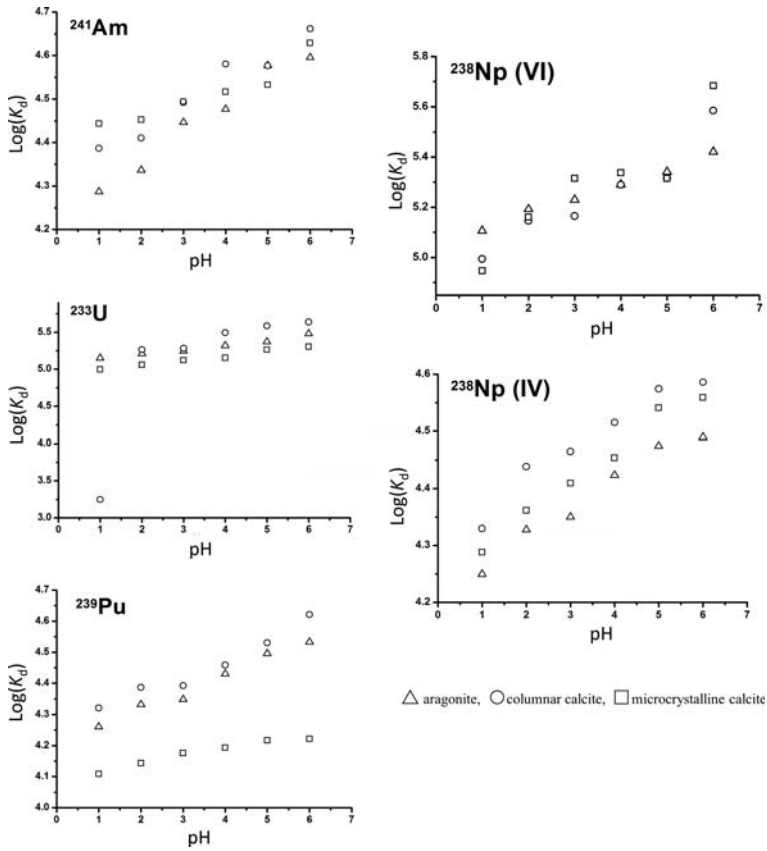 ²⁴¹Am
4.6
4.5
4.4
4.3
4.2
0 1 2 3 4 5 6 7
Log(Kd)
pH
²³³U
5.5
5.0
4.5
4.0
3.5
3.0
0 1 2 3 4 5 6 7
Log(Kd)
pH
²³⁹Pu
4.6
4.5
4.4
4.3
4.2
4.1
4.0
0 1 2 3 4 5 6 7
Log(Kd)
pH
²³⁸Np (VI)
5.8
5.6
5.4
5.2
5.0
0 1 2 3 4 5 6 7
Log(Kd)
pH
²³⁸Np (IV)
4.6
4.5
4.4
4.3
4.2
0 1 2 3 4 5 6 7
Log(Kd)
pH
aragonite, columnar calcite, microcrystalline calcite